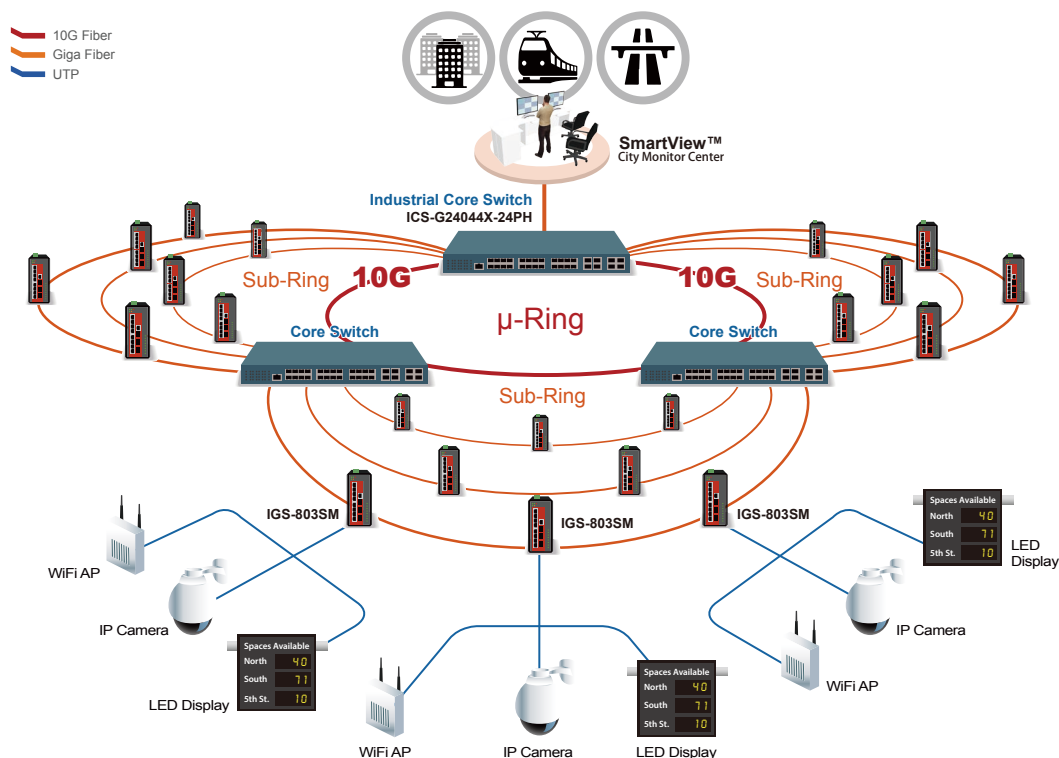 10G Fiber
Giga Fiber
UTP
SmartView™
City Monitor Center
Industrial Core Switch
ICS-G24044X-24PH
Sub-Ring
10G
10G
Sub-Ring
μ-Ring
Core Switch
Core Switch
Sub-Ring
IGS-803SM
IGS-803SM
IGS-803SM
WiFi AP
IP Camera
Spaces Available
North 40
South 71
5th St. 10
LED Display
WiFi AP
IP Camera
Spaces Available
North 40
South 71
5th St. 10
LED Display
Spaces Available
North 40
South 71
5th St. 10
LED
Display
IP Camera
WiFi AP